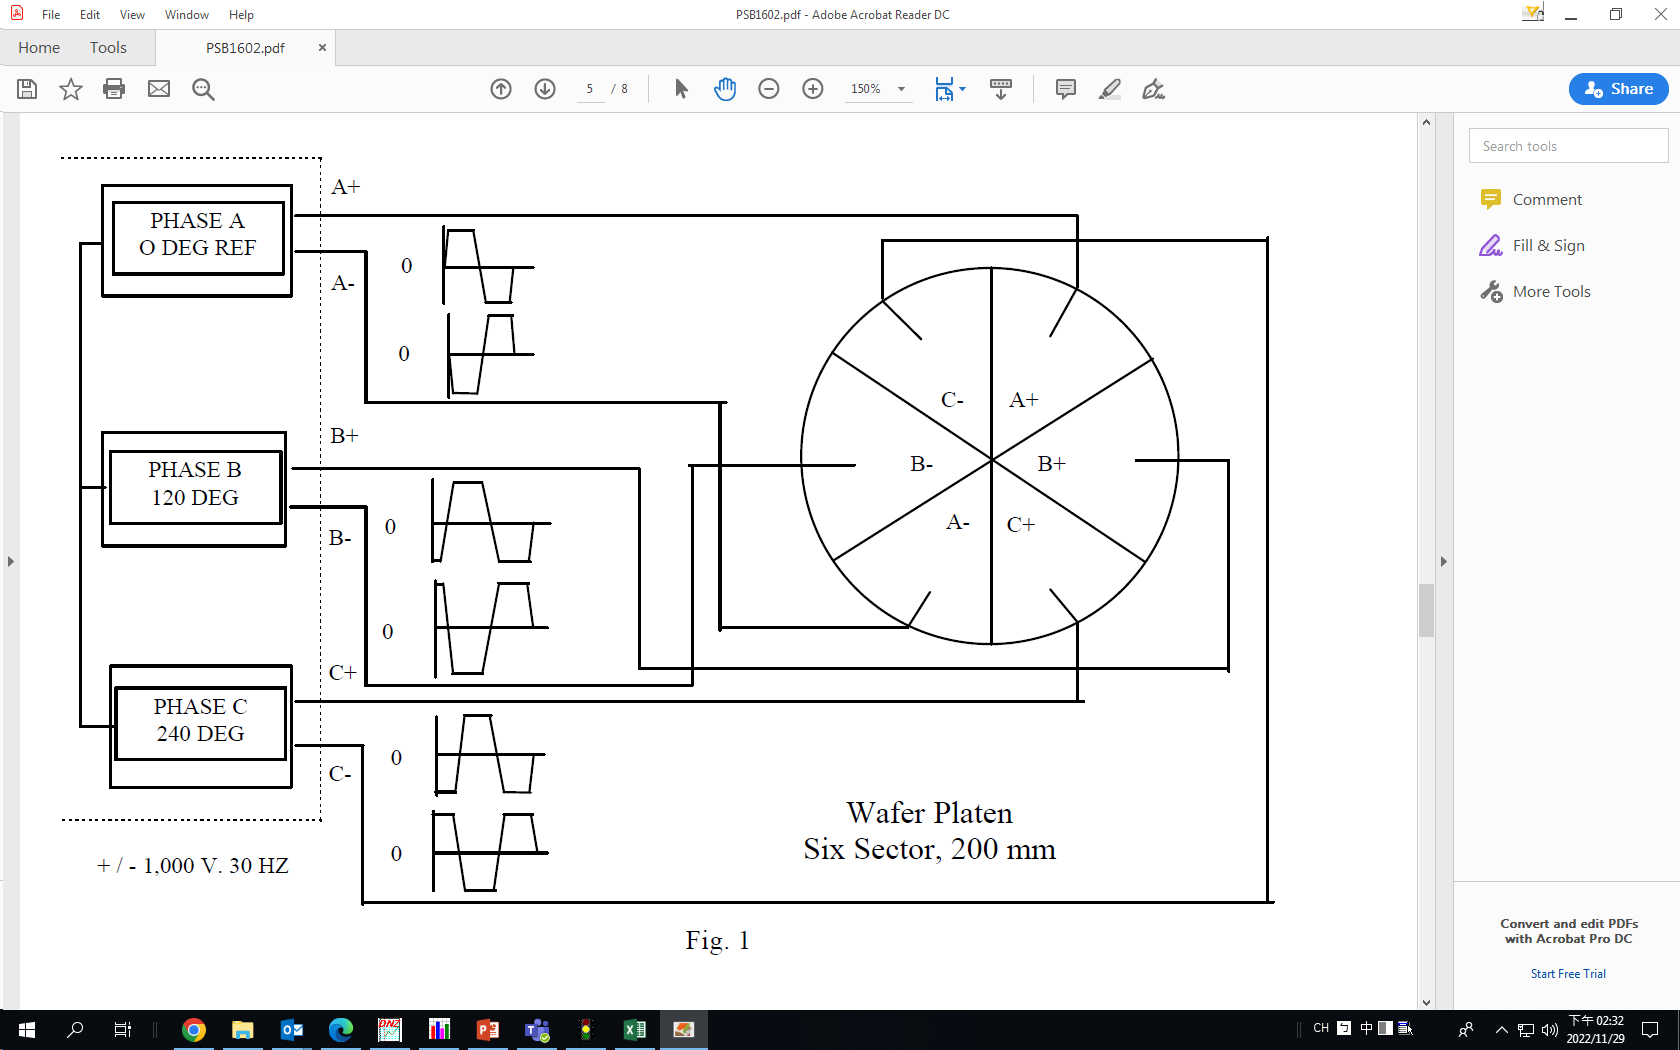 File Edit View Window Help
PSB1602.pdf - Adobe Acrobat Reader DC
Home Tools PSB1602.pdf ×
5 / 8
150%
Share
Search tools
Comment
Fill & Sign
More Tools
Convert and edit PDFs
with Acrobat Pro DC
Start Free Trial
A+
PHASE A
O DEG REF
0
A-
0
B+
PHASE B
120 DEG
0
B-
0
C+
PHASE C
240 DEG
0
C-
0
+ / - 1,000 V. 30 HZ
C- A+
B- B+
A- C+
Wafer Platen
Six Sector, 200 mm
Fig. 1
DNZ
CH
中
下午 02:32
2022/11/29